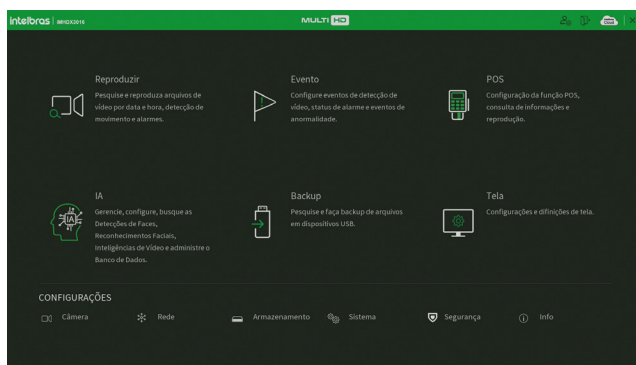 intelbras | MHDX3016
MULTI HD
Reproduzir
Pesquise e reproduza arquivos de
vídeo por data e hora, detecção de
movimento e alarmes.
Evento
Configure eventos de detecção de
vídeo, status de alarme e eventos de
anormalidade.
POS
Configuração da função POS,
consulta de informações e
reprodução.
IA
IA
Gerencie, configure, busque as
Detecções de Faces,
Reconhecimentos Faciais,
Inteligências de Vídeo e administre o
Banco de Dados.
Backup
Pesquise e faça backup de arquivos
em dispositivos USB.
Tela
Configurações e difinições de tela.
CONFIGURAÇÕES
Câmera
Rede
Armazenamento
Sistema
Segurança
Info